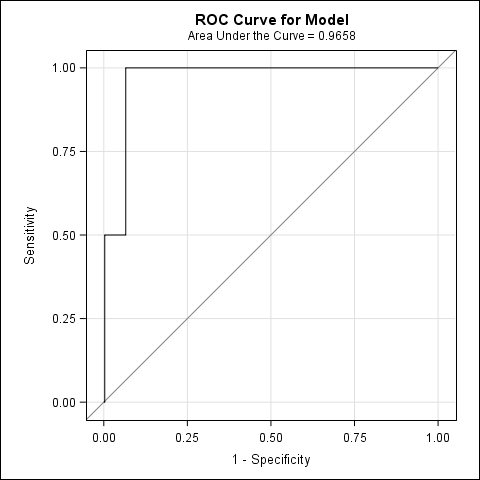 ROC Curve for Model
Area Under the Curve = 0.9658
1.00
0.75
0.50
0.25
0.00
Sensitivity
0.00 0.25 0.50 0.75 1.00
1 - Specificity